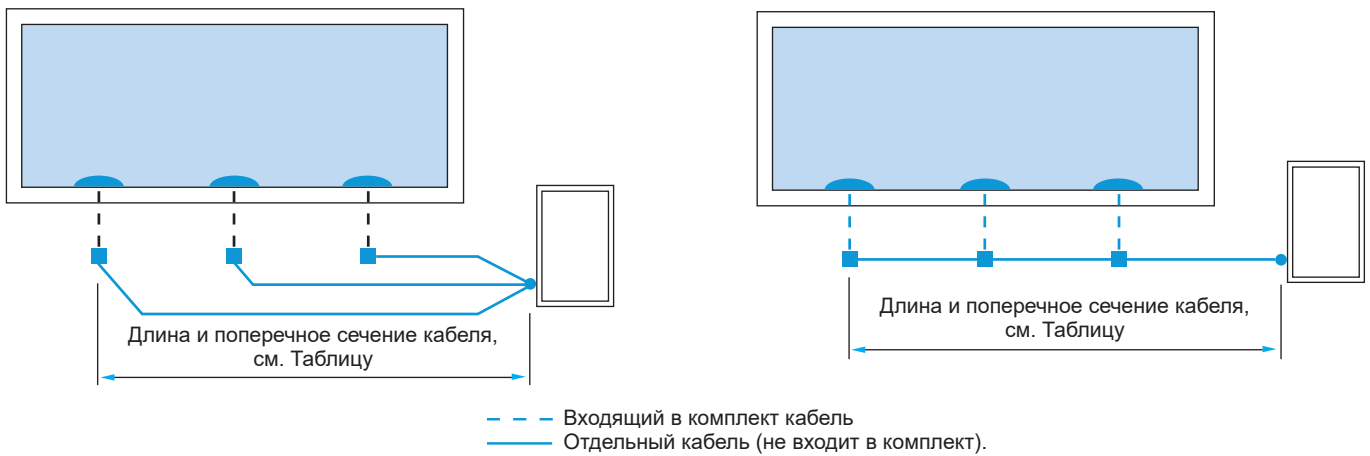 Длина и поперечное сечение кабеля,
см. Таблицу
Длина и поперечное сечение кабеля,
см. Таблицу
Входящий в комплект кабель
Отдельный кабель (не входит в комплект).